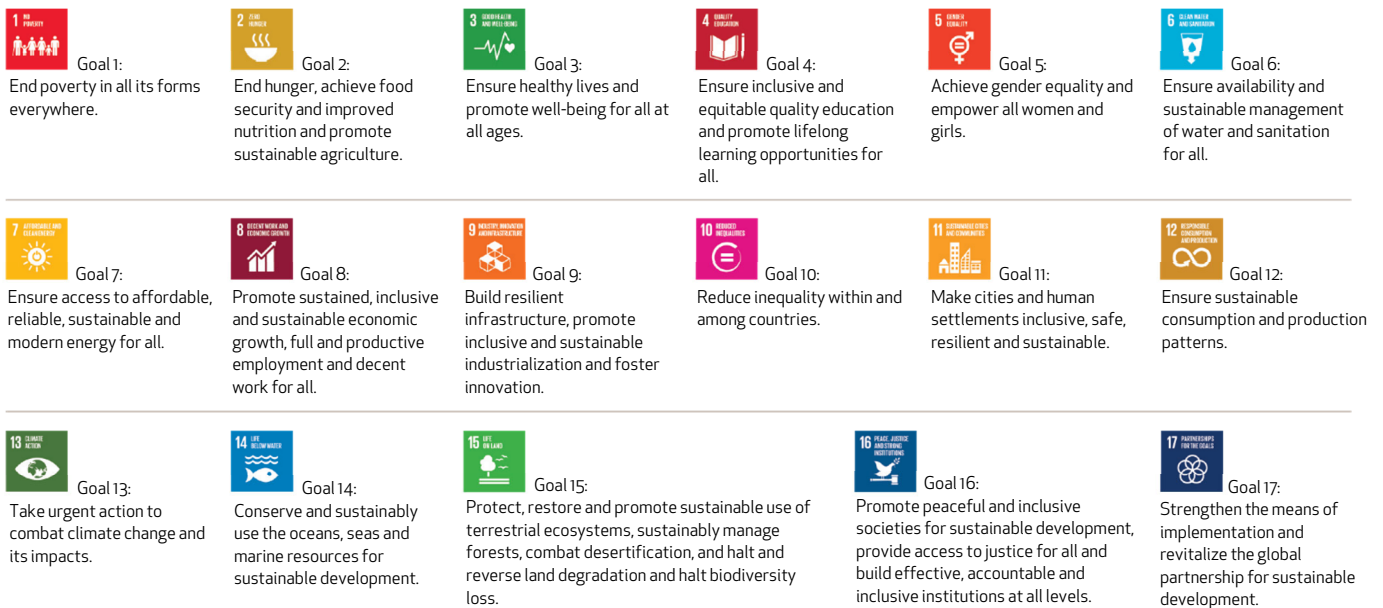 1 NO
POVERTY
Goal 1:
End poverty in all its forms
everywhere.
2 ZERO
HUNGER
Goal 2:
End hunger, achieve food
security and improved
nutrition and promote
sustainable agriculture.
3 GOOD HEALTH
AND WELL-BEING
Goal 3:
Ensure healthy lives and
promote well-being for all at
all ages.
4 QUALITY
EDUCATION
Goal 4:
Ensure inclusive and
equitable quality education
and promote lifelong
learning opportunities for
all.
5 GENDER
EQUALITY
Goal 5:
Achieve gender equality and
empower all women and
girls.
6 CLEAN WATER
AND SANITATION
Goal 6:
Ensure availability and
sustainable management
of water and sanitation
for all.
7 AFFORDABLE AND
CLEAN ENERGY
Goal 7:
Ensure access to affordable,
reliable, sustainable and
modern energy for all.
8 DECENT WORK AND
ECONOMIC GROWTH
Goal 8:
Promote sustained, inclusive
and sustainable economic
growth, full and productive
employment and decent
work for all.
9 INDUSTRY, INNOVATION
AND INFRASTRUCTURE
Goal 9:
Build resilient
infrastructure, promote
inclusive and sustainable
industrialization and foster
innovation.
10 REDUCED
INEQUALITIES
Goal 10:
Reduce inequality within and
among countries.
11 SUSTAINABLE CITIES
AND COMMUNITIES
Goal 11:
Make cities and human
settlements inclusive, safe,
resilient and sustainable.
12 RESPONSIBLE
CONSUMPTION
AND PRODUCTION
Goal 12:
Ensure sustainable
consumption and production
patterns.
13 CLIMATE
ACTION
Goal 13:
Take urgent action to
combat climate change and
its impacts.
14 LIFE
BELOW WATER
Goal 14:
Conserve and sustainably
use the oceans, seas and
marine resources for
sustainable development.
15 LIFE
ON LAND
Goal 15:
Protect, restore and promote sustainable use of
terrestrial ecosystems, sustainably manage
forests, combat desertification, and halt and
reverse land degradation and halt biodiversity
loss.
16 PEACE, JUSTICE
AND STRONG
INSTITUTIONS
Goal 16:
Promote peaceful and inclusive
societies for sustainable development,
provide access to justice for all and
build effective, accountable and
inclusive institutions at all levels.
17 PARTNERSHIPS
FOR THE GOALS
Goal 17:
Strengthen the means of
implementation and
revitalize the global
partnership for sustainable
development.